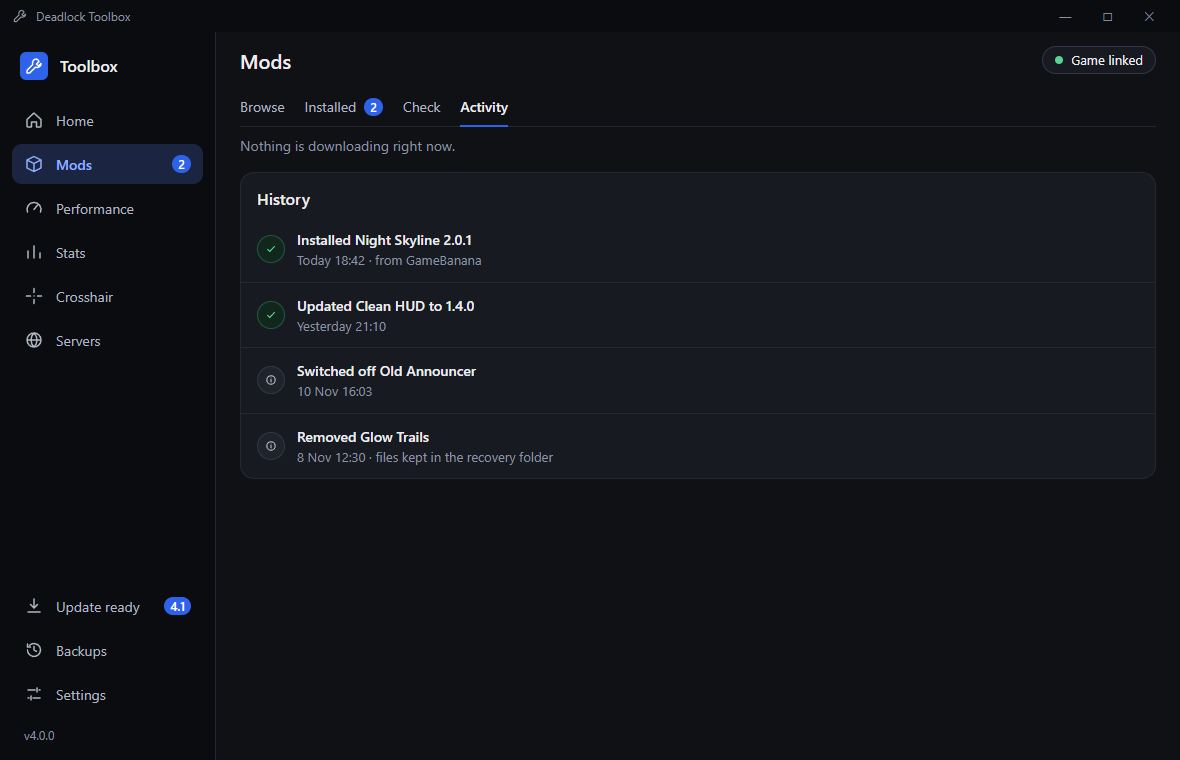 Deadlock Toolbox
Toolbox
Home
Mods 2
Performance
Stats
Crosshair
Servers
Update ready 4.1
Backups
Settings
v4.0.0
Mods
Game linked
Browse Installed 2 Check Activity
Nothing is downloading right now.
History
Installed Night Skyline 2.0.1
Today 18:42 · from GameBanana
Updated Clean HUD to 1.4.0
Yesterday 21:10
Switched off Old Announcer
10 Nov 16:03
Removed Glow Trails
8 Nov 12:30 · files kept in the recovery folder